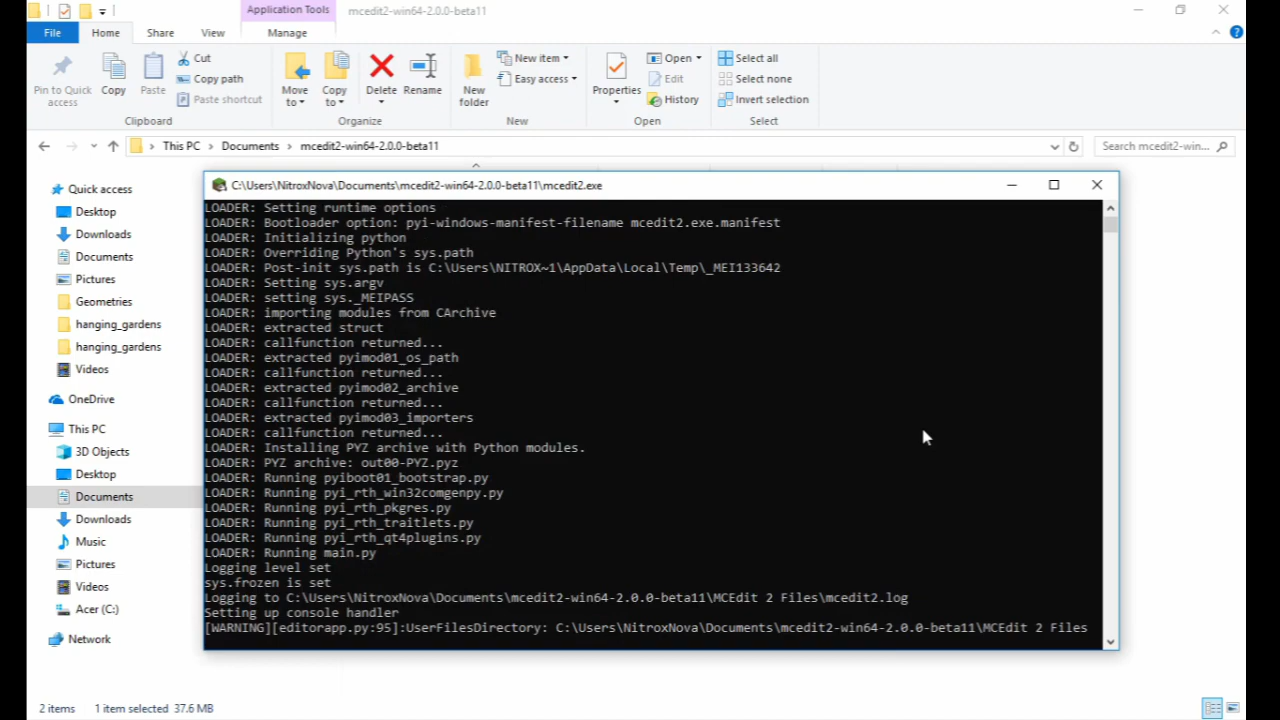 Application Tools mcedit2-win64-2.0.0-beta11
File Home Share View Manage
Pin to Quick access
Copy
Paste
Cut
Copy path
Paste shortcut
Move to
Copy to
Delete
Rename
New folder
New item
Easy access
Properties
Open
Edit
History
Select all
Select none
Invert selection
Clipboard Organize New Open Select
This PC Documents mcedit2-win64-2.0.0-beta11 Search mcedit2-win...
Quick access
Desktop
Downloads
Documents
Pictures
Geometries
hanging_gardens
hanging_gardens
Videos
OneDrive
This PC
3D Objects
Desktop
Documents
Downloads
Music
Pictures
Videos
Acer (C:)
Network
C:\Users\NitroxNova\Documents\mcedit2-win64-2.0.0-beta11\mcedit2.exe
LOADER: Setting runtime options
LOADER: Bootloader option: pyi-windows-manifest-filename mcedit2.exe.manifest
LOADER: Initializing python
LOADER: Overriding Python's sys.path
LOADER: Post-init sys.path is C:\Users\NITROX~1\AppData\Local\Temp\_MEI133642
LOADER: Setting sys.argv
LOADER: setting sys._MEIPASS
LOADER: importing modules from CArchive
LOADER: extracted struct
LOADER: callfunction returned...
LOADER: extracted pyimod01_os_path
LOADER: callfunction returned...
LOADER: extracted pyimod02_archive
LOADER: callfunction returned...
LOADER: extracted pyimod03_importers
LOADER: callfunction returned...
LOADER: Installing PYZ archive with Python modules.
LOADER: PYZ archive: out00-PYZ.pyz
LOADER: Running pyiboot01_bootstrap.py
LOADER: Running pyi_rth_win32comgenpy.py
LOADER: Running pyi_rth_pkgres.py
LOADER: Running pyi_rth_traitlets.py
LOADER: Running pyi_rth_qt4plugins.py
LOADER: Running main.py
Logging level set
sys.frozen is set
Logging to C:\Users\NitroxNova\Documents\mcedit2-win64-2.0.0-beta11\MCEdit 2 Files\mcedit2.log
Setting up console handler
[WARNING][editorapp.py:95]:UserFilesDirectory: C:\Users\NitroxNova\Documents\mcedit2-win64-2.0.0-beta11\MCEdit 2 Files
2 items 1 item selected 37.6 MB